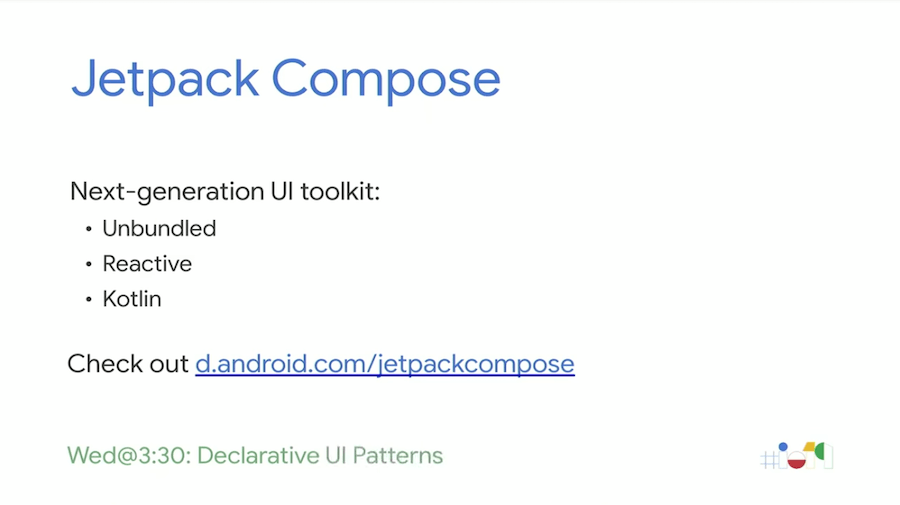 Jetpack Compose
Next-generation UI toolkit:
• Unbundled
• Reactive
• Kotlin
Check out d.android.com/jetpackcompose
Wed@3:30: Declarative UI Patterns
#io19